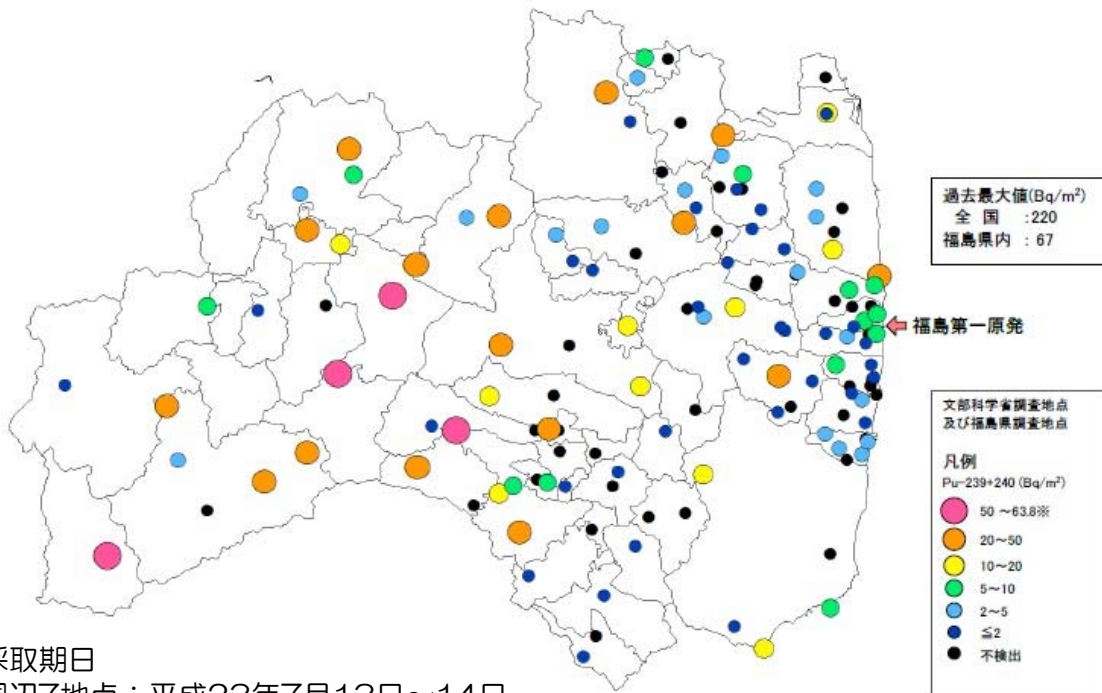 過去最大値(Bq/m²)
全 国 :220
福島県内 : 67
福島第一原発
文部科学省調査地点
及び福島県調査地点
凡例
Pu-239+240 (Bq/m²)
50 ～63.8※
20～50
10～20
5～10
2～5
≦2
不検出
採取期日